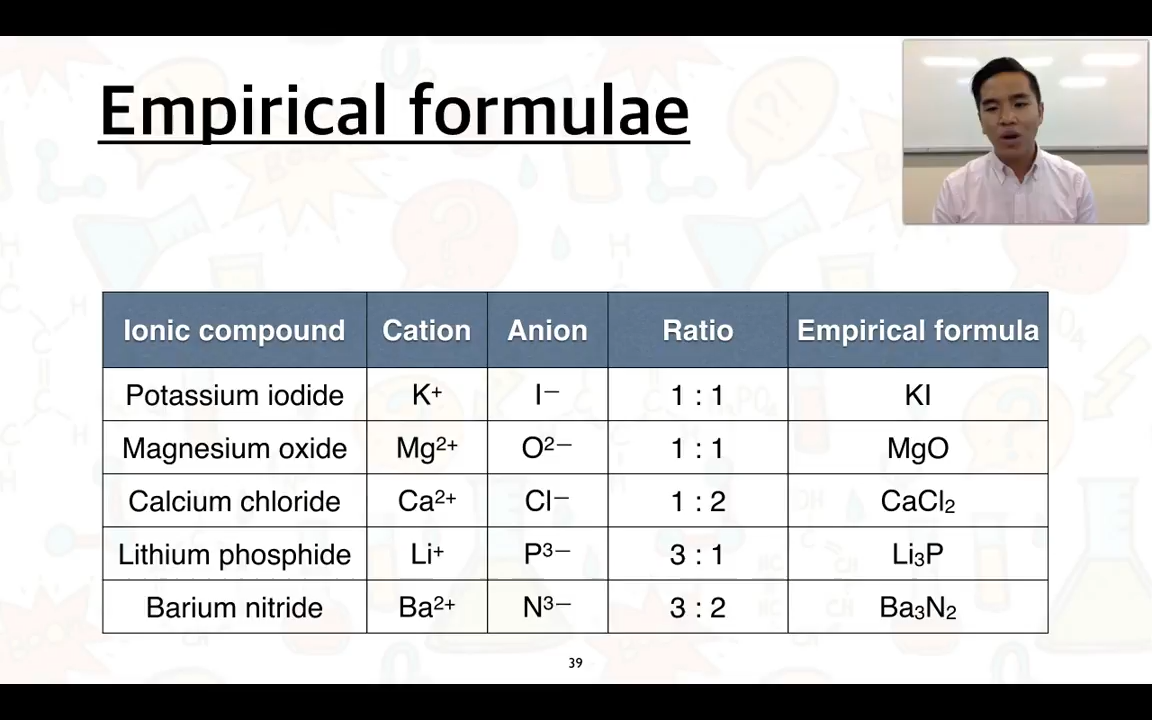 Empirical formulae
Ionic compound Cation Anion Ratio Empirical formula
Potassium iodide K⁺ I⁻ 1 : 1 KI
Magnesium oxide Mg²⁺ O²⁻ 1 : 1 MgO
Calcium chloride Ca²⁺ Cl⁻ 1 : 2 CaCl₂
Lithium phosphide Li⁺ P³⁻ 3 : 1 Li₃P
Barium nitride Ba²⁺ N³⁻ 3 : 2 Ba₃N₂
39